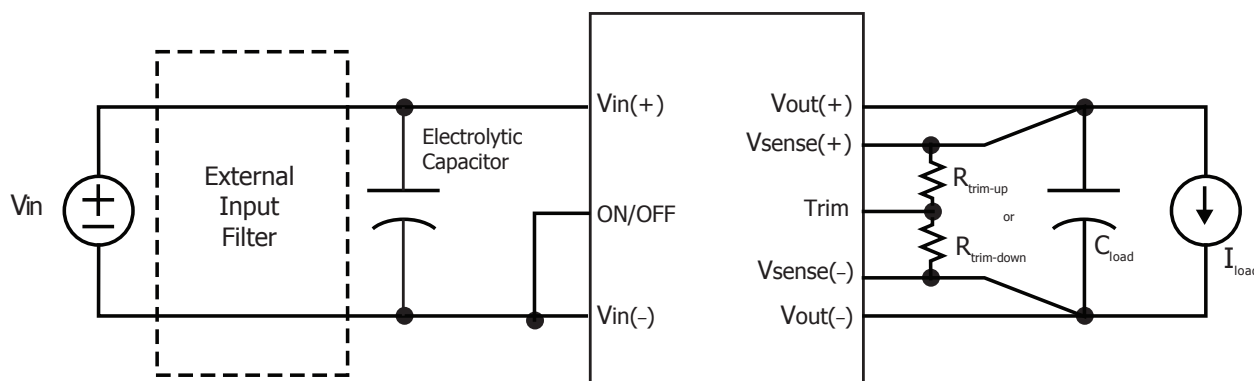 Vin
External
Input
Filter
Electrolytic
Capacitor
Vin(+)
ON/OFF
Vin(−)
Vout(+)
Vsense(+)
Trim
Vsense(−)
Vout(−)
Rtrim-up
or
Rtrim-down
Cload
Iload